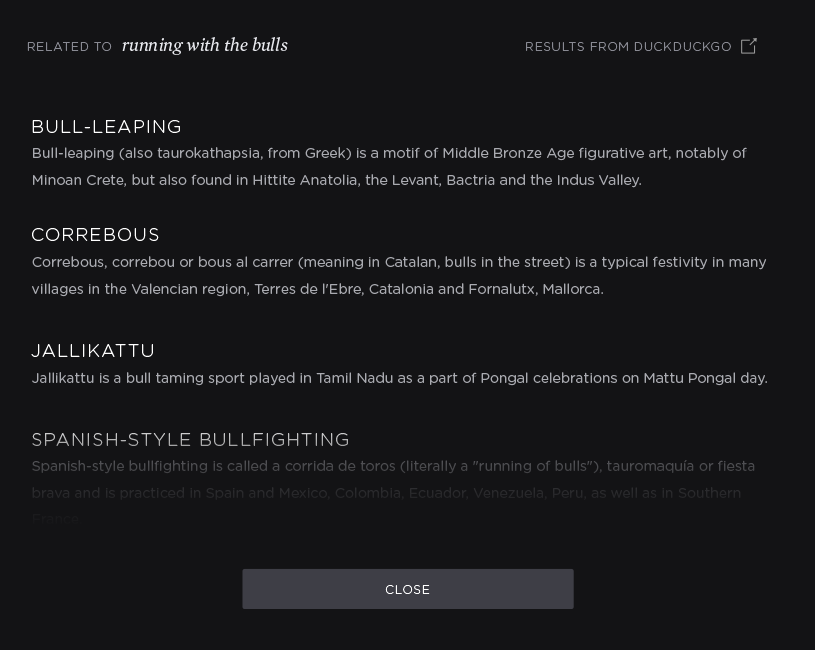 RELATED TO running with the bulls
RESULTS FROM DUCKDUCKGO
BULL-LEAPING
Bull-leaping (also taurokathapsia, from Greek) is a motif of Middle Bronze Age figurative art, notably of
Minoan Crete, but also found in Hittite Anatolia, the Levant, Bactria and the Indus Valley.
CORREBOUS
Correbous, correbou or bous al carrer (meaning in Catalan, bulls in the street) is a typical festivity in many
villages in the Valencian region, Terres de l'Ebre, Catalonia and Fornalutx, Mallorca.
JALLIKATTU
Jallikattu is a bull taming sport played in Tamil Nadu as a part of Pongal celebrations on Mattu Pongal day.
SPANISH-STYLE BULLFIGHTING
Spanish-style bullfighting is called a corrida de toros (literally a "running of bulls"), tauromaquía or fiesta
brava and is practiced in Spain and Mexico, Colombia, Ecuador, Venezuela, Peru, as well as in Southern
France.
CLOSE